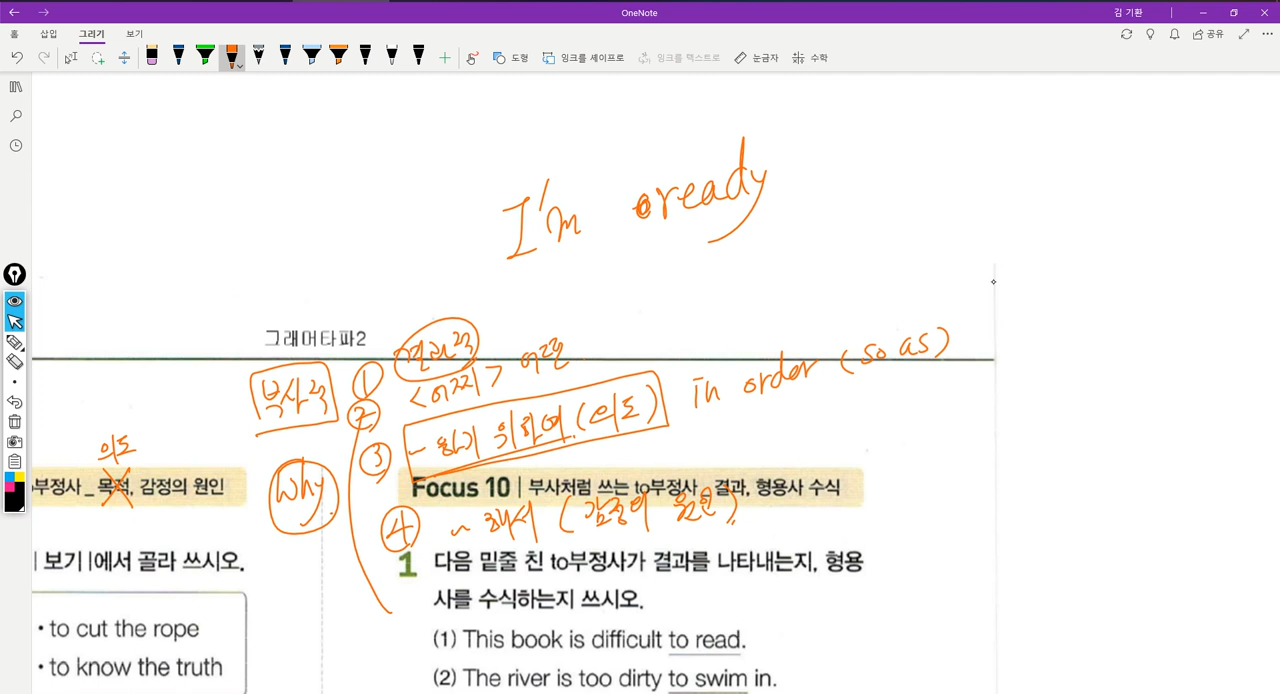 OneNote
김 기환
홈 삽입 그리기 보기
공유
도형 잉크를 셰이프로 잉크를 텍스트로 눈금자 수학
I'm ready
그래머타파2
부사적 ①
②
③ ~하기 위하여 (의도) in order (so as)
의도
부정사 _ 목적, 감정의 원인
Why
Focus 10 | 부사처럼 쓰는 to부정사 _ 결과, 형용사 수식
④ ~해서 (감정의 원인)
보기|에서 골라 쓰시오.
1 다음 밑줄 친 to부정사가 결과를 나타내는지, 형용
사를 수식하는지 쓰시오.
• to cut the rope
(1) This book is difficult to read.
• to know the truth
(2) The river is too dirty to swim in.